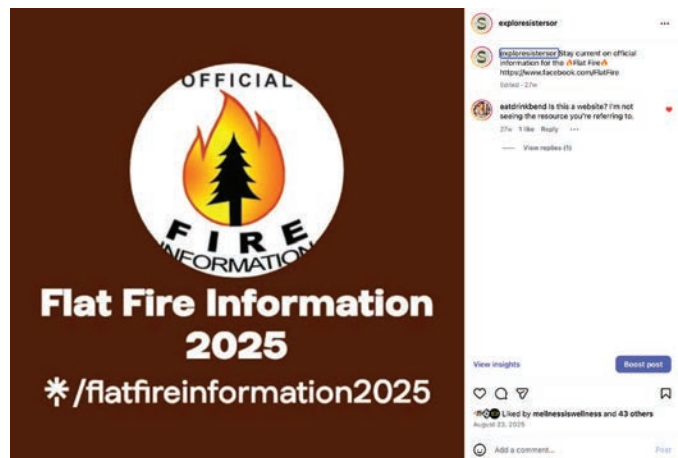 OFFICIAL
FIRE
INFORMATION
Flat Fire Information
2025
/flatfireinformation2025
exploresistersor
exploresistersor Stay current on official
information for the 🔥Flat Fire🔥
https://www.facebook.com/FlatFire
Edited · 27w
eatdrinkbend Is this a website? I'm not
seeing the resource you're referring to.
27w 1 like Reply ...
View replies (1)
View insights
Boost post
Liked by mellnessiswellness and 43 others
August 23, 2025
Add a comment...
Post